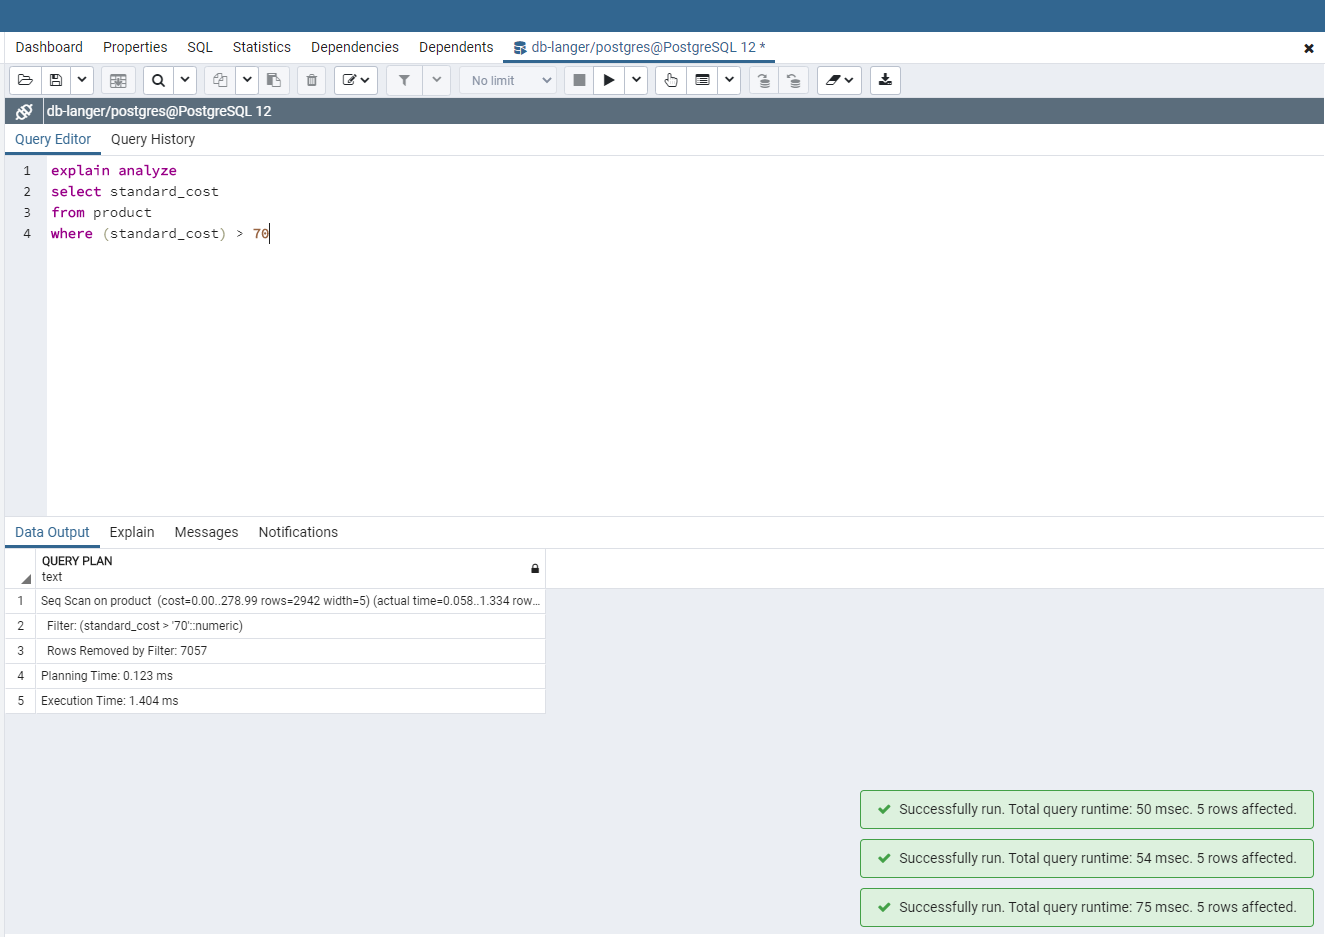 Dashboard Properties SQL Statistics Dependencies Dependents db-langer/postgres@PostgreSQL 12 *
No limit
db-langer/postgres@PostgreSQL 12
Query Editor Query History
1 explain analyze
2 select standard_cost
3 from product
4 where (standard_cost) > 70
Data Output Explain Messages Notifications
QUERY PLAN
text
1 Seq Scan on product (cost=0.00..278.99 rows=2942 width=5) (actual time=0.058..1.334 row...
2 Filter: (standard_cost > '70'::numeric)
3 Rows Removed by Filter: 7057
4 Planning Time: 0.123 ms
5 Execution Time: 1.404 ms
Successfully run. Total query runtime: 50 msec. 5 rows affected.
Successfully run. Total query runtime: 54 msec. 5 rows affected.
Successfully run. Total query runtime: 75 msec. 5 rows affected.